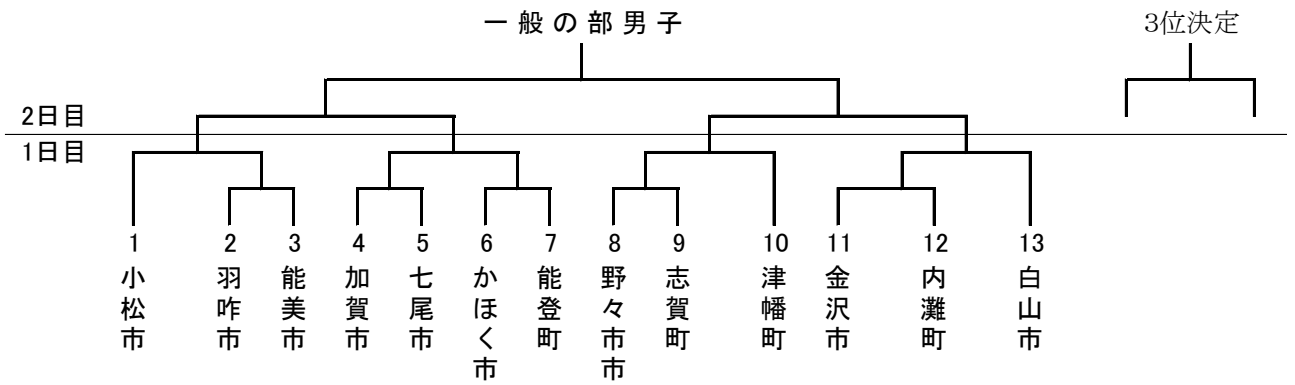 一般の部男子
3位決定
2日目
1日目
1 2 3 4 5 6 7 8 9 10 11 12 13
小松市
羽咋市
能美市
加賀市
七尾市
かほく市
能登町
野々市市
志賀町
津幡町
金沢市
内灘町
白山市